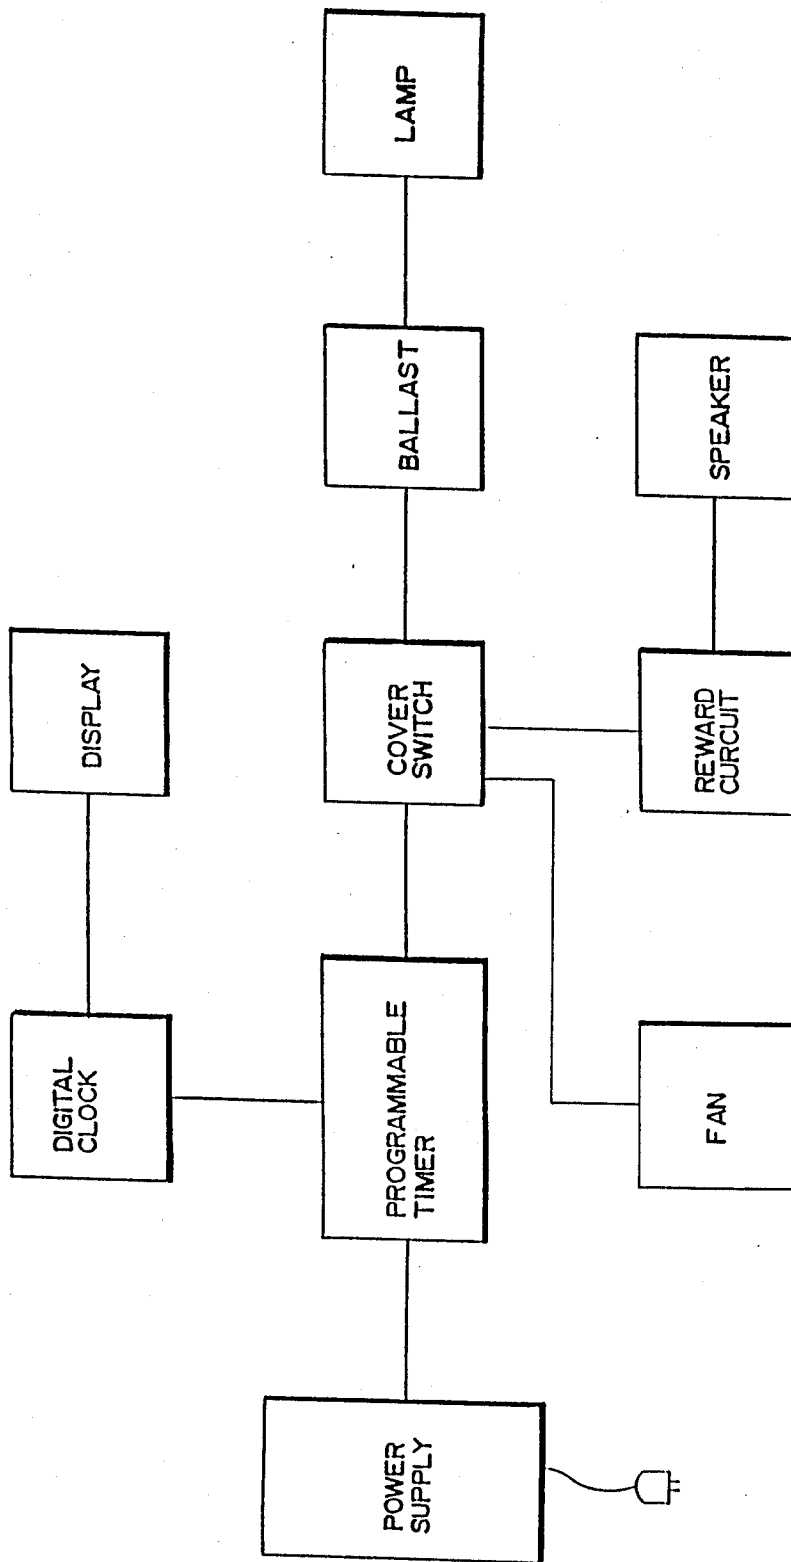 DIGITAL
CLOCK
DISPLAY
POWER
SUPPLY
PROGRAMMABLE
TIMER
COVER
SWITCH
BALLAST
LAMP
FAN
REWARD
CURCUIT
SPEAKER